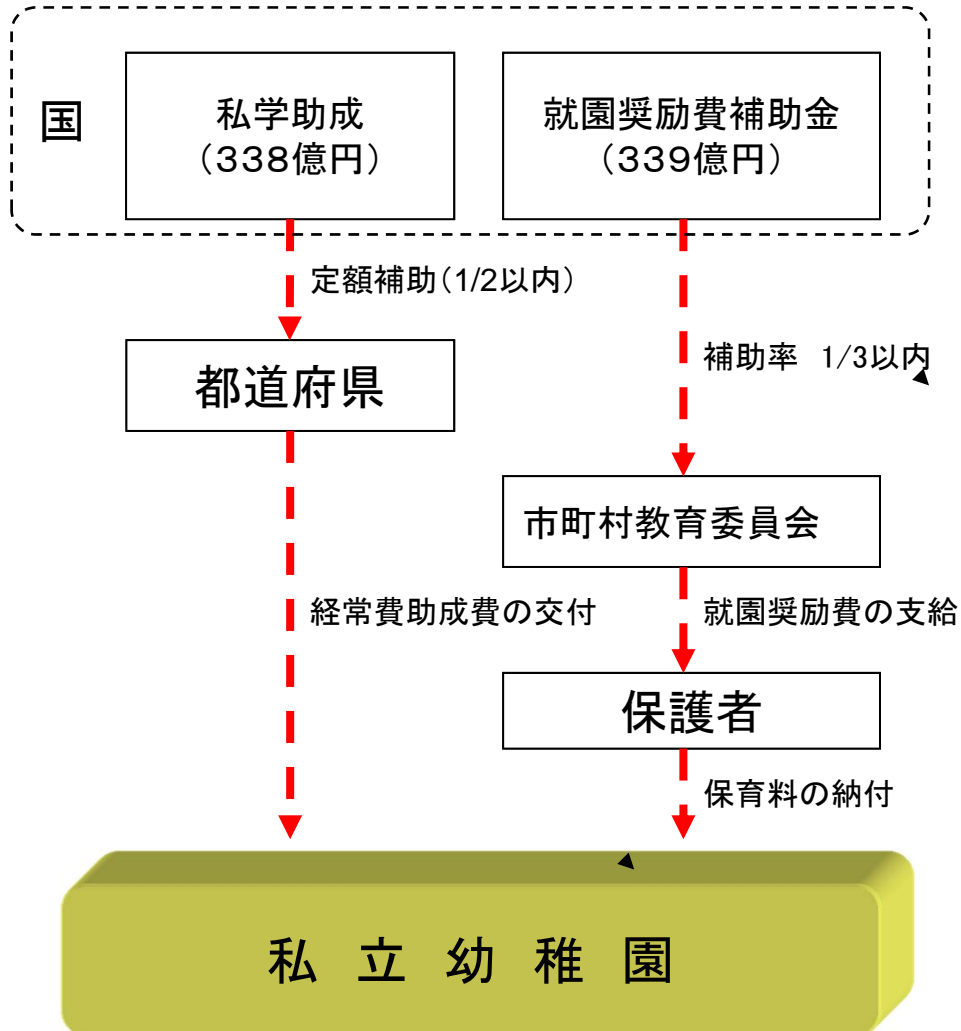 国
私学助成
（３３８億円）
就園奨励費補助金
（３３９億円）
定額補助（1/2以内）
補助率　1/3以内
都道府県
市町村教育委員会
経常費助成費の交付
就園奨励費の支給
保護者
保育料の納付
私　立　幼　稚　園